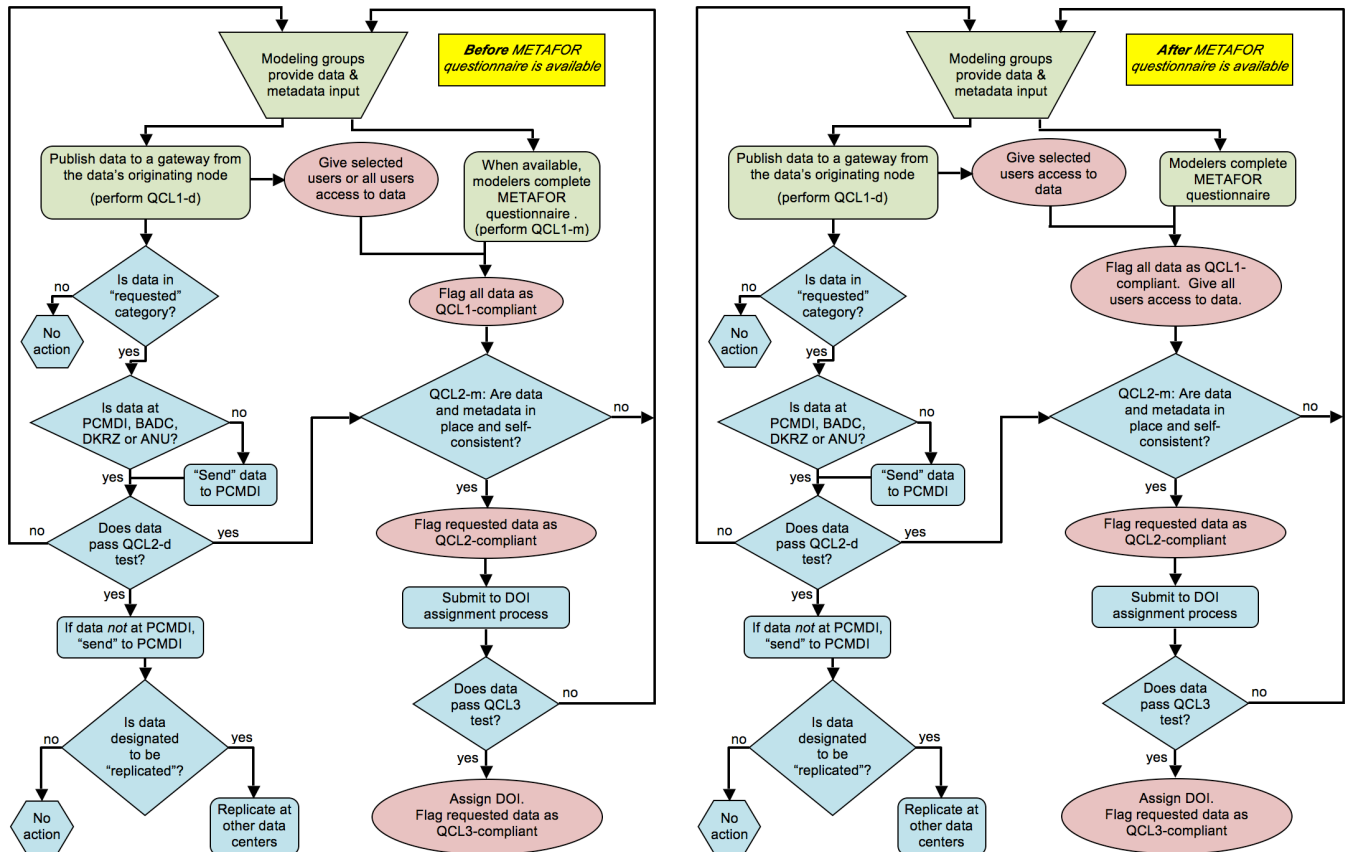 Before METAFOR
questionnaire is available
Modeling groups
provide data &
metadata input
Publish data to a gateway from
the data's originating node
(perform QCL1-d)
Give selected
users or all users
access to data
When available,
modelers complete
METAFOR
questionnaire .
(perform QCL1-m)
Is data in
“requested”
category?
no
No
action
yes
Flag all data as
QCL1-compliant
Is data at
PCMDI, BADC,
DKRZ or ANU?
no
“Send” data
to PCMDI
yes
QCL2-m: Are data
and metadata in
place and self-
consistent?
no
yes
Does data
pass QCL2-d
test?
no
yes
yes
Flag requested data as
QCL2-compliant
If data not at PCMDI,
“send” to PCMDI
Submit to DOI
assignment process
Is data
designated
to be
“replicated”?
no
yes
No
action
Replicate at
other data
centers
Does data
pass QCL3
test?
no
yes
Assign DOI.
Flag requested data as
QCL3-compliant
After METAFOR
questionnaire is available
Modeling groups
provide data &
metadata input
Publish data to a gateway from
the data's originating node
(perform QCL1-d)
Give selected
users access to
data
Modelers complete
METAFOR
questionnaire
Is data in
“requested”
category?
no
No
action
yes
Flag all data as QCL1-
compliant. Give all
users access to data.
Is data at
PCMDI, BADC,
DKRZ or ANU?
no
“Send” data
to PCMDI
yes
QCL2-m: Are data
and metadata in
place and self-
consistent?
no
yes
Does data
pass QCL2-d
test?
no
yes
yes
Flag requested data as
QCL2-compliant
If data not at PCMDI,
“send” to PCMDI
Submit to DOI
assignment process
Is data
designated
to be
“replicated”?
no
yes
No
action
Replicate at
other data
centers
Does data
pass QCL3
test?
no
yes
Assign DOI.
Flag requested data as
QCL3-compliant